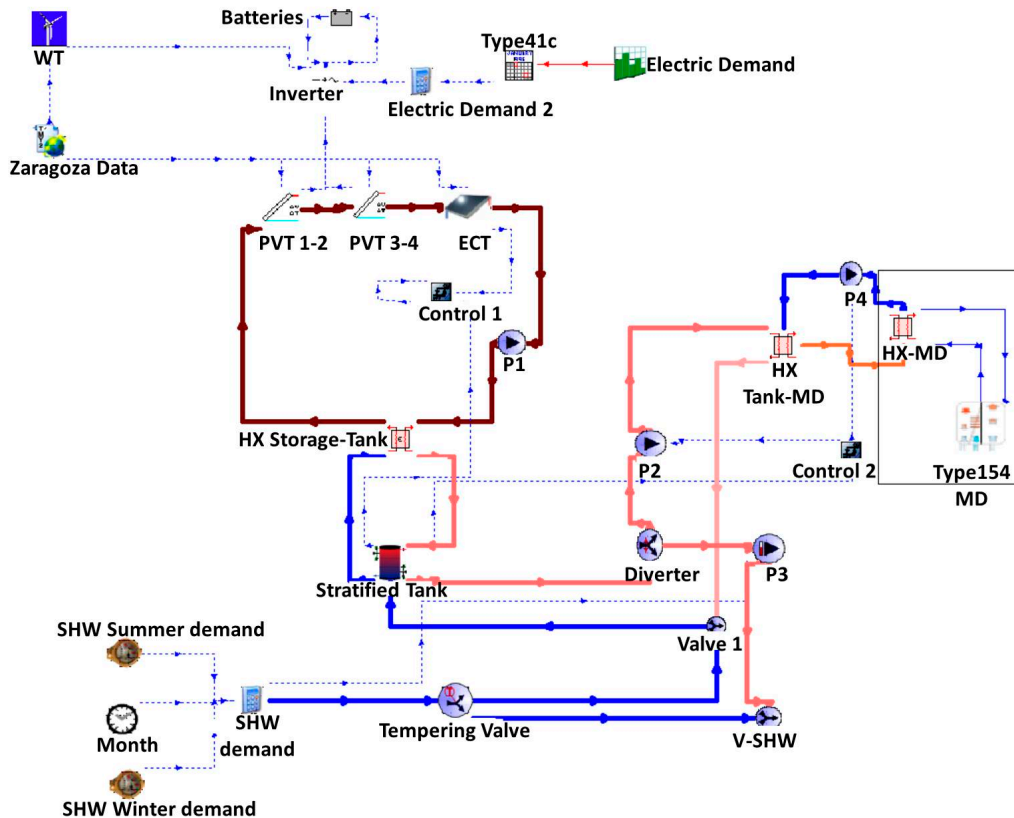 Batteries
Type41c
WT
Electric Demand
Inverter
Electric Demand 2
Zaragoza Data
PVT 1-2
PVT 3-4
ECT
Control 1
P4
P1
HX
HX-MD
Tank-MD
HX Storage-Tank
P2
Control 2
Type154
MD
Diverter
P3
Stratified Tank
SHW Summer demand
Valve 1
Month
SHW
demand
Tempering Valve
V-SHW
SHW Winter demand